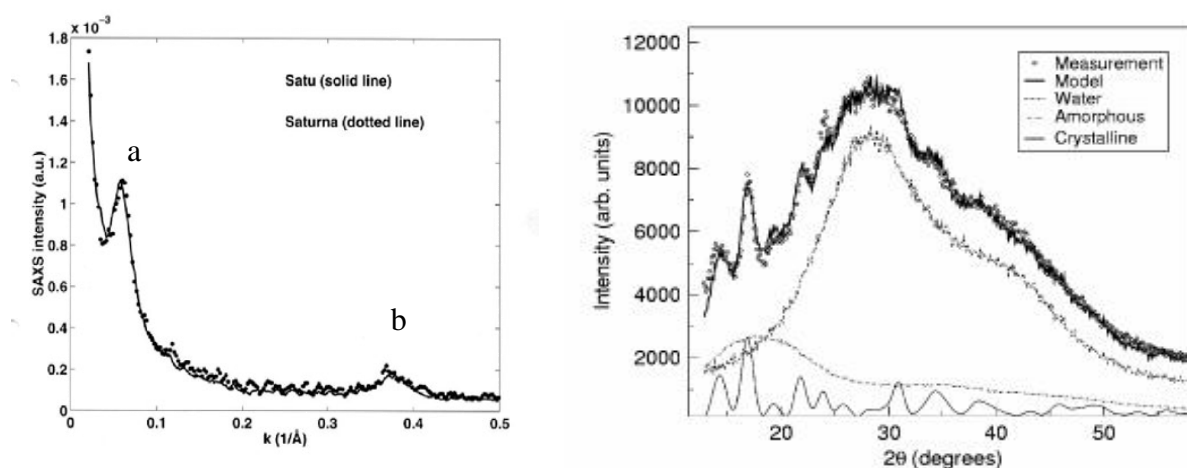 x 10⁻³
1.8
1.6
1.4
1.2
1
0.8
0.6
0.4
0.2
0
SAXS intensity (a.u.)
Satu (solid line)
Saturna (dotted line)
a
b
0 0.1 0.2 0.3 0.4 0.5
k (1/Å)
12000
10000
8000
6000
4000
2000
Intensity (arb. units)
Measurement
Model
Water
Amorphous
Crystalline
20 30 40 50
2θ (degrees)